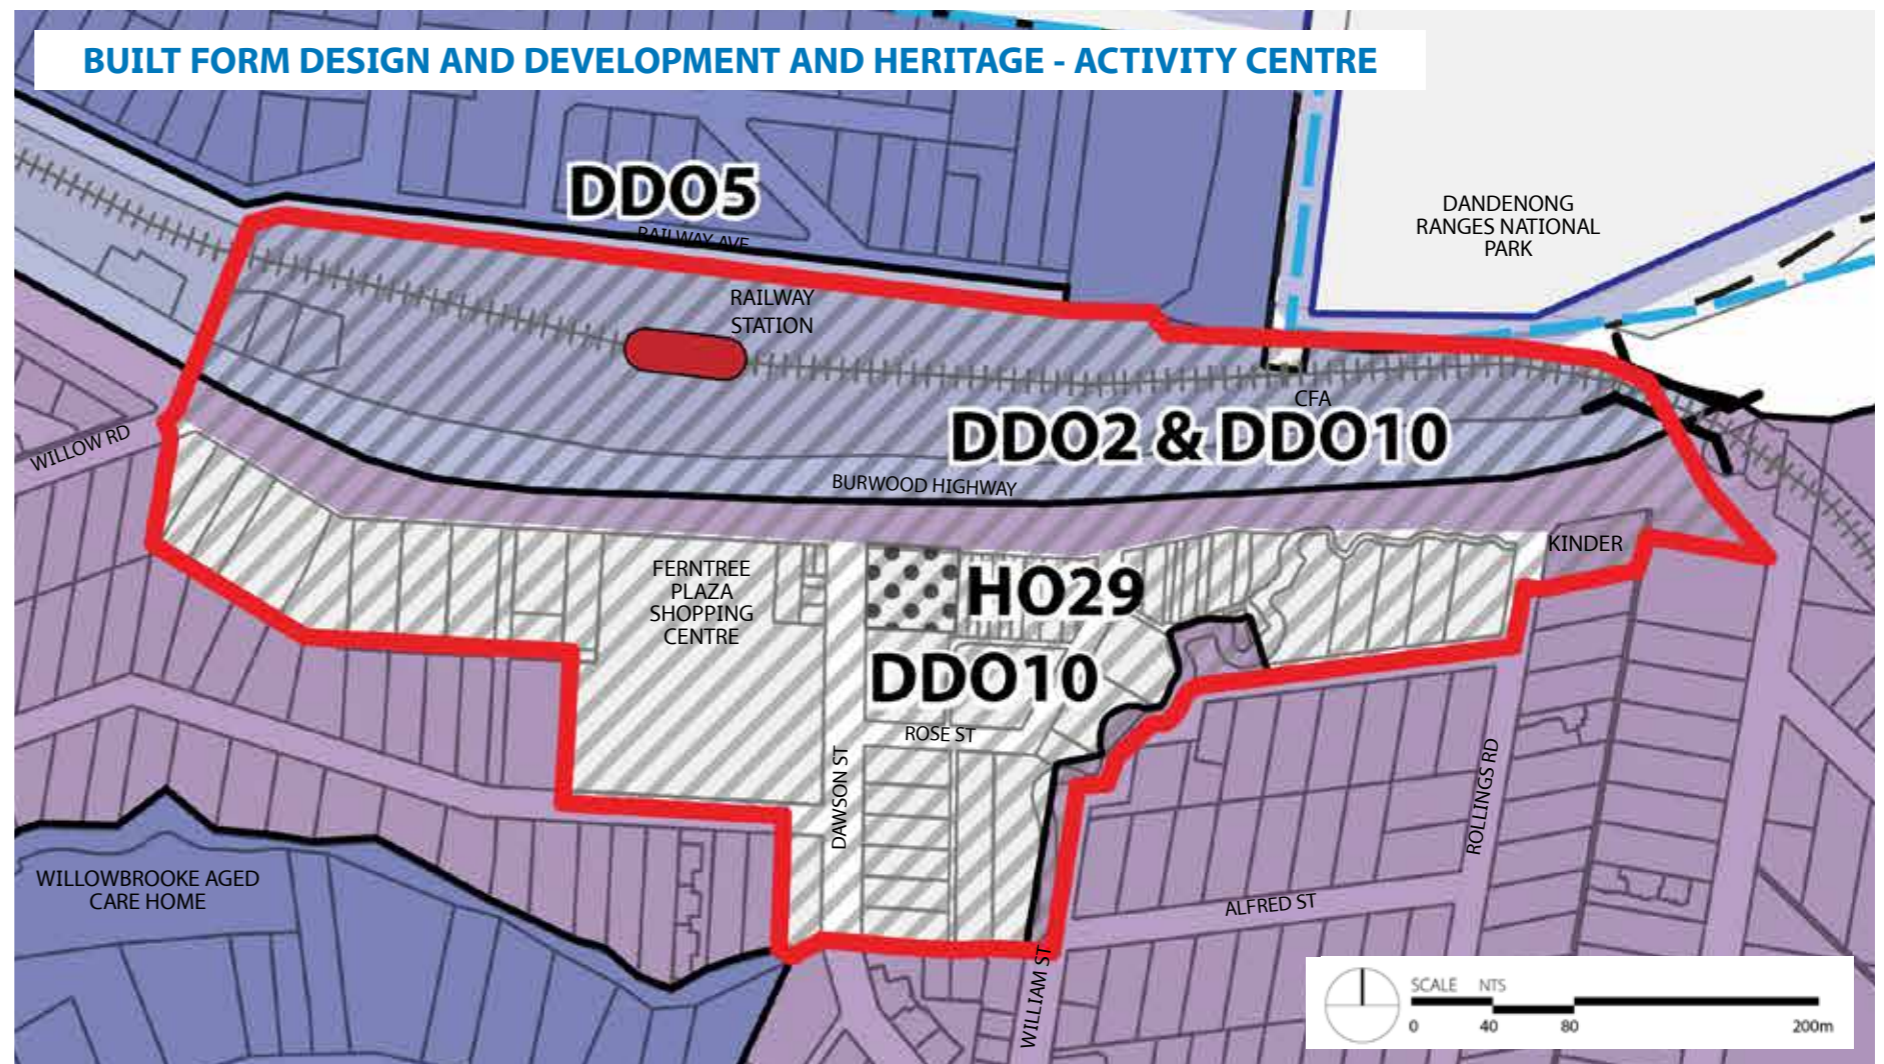 BUILT FORM DESIGN AND DEVELOPMENT AND HERITAGE - ACTIVITY CENTRE
DDO5
RAILWAY AVE
DANDENONG
RANGES NATIONAL
PARK
RAILWAY
STATION
CFA
DDO2 & DDO10
WILLOW RD
BURWOOD HIGHWAY
KINDER
FERNTREE
PLAZA
SHOPPING
CENTRE
HO29
DDO10
ROSE ST
DAWSON ST
ROLLINGS RD
WILLOWBROOKE AGED
CARE HOME
ALFRED ST
WILLIAM ST
SCALE NTS
0 40 80 200m